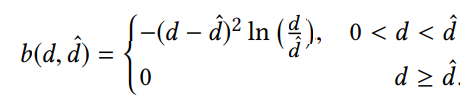 b(d, d̂) = { -(d - d̂)² ln (d/d̂), 0 < d < d̂
0 d ≥ d̂.